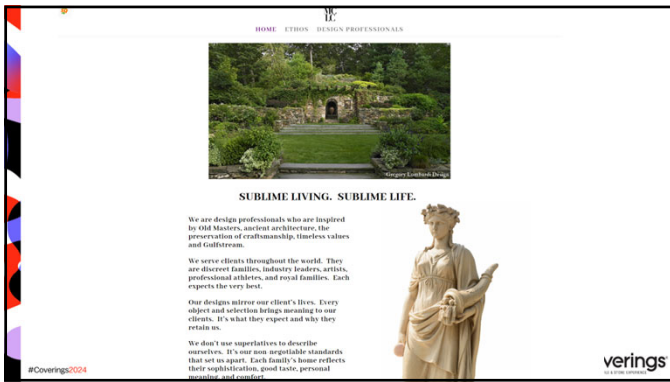 MC
LC
HOME ETHOS DESIGN PROFESSIONALS
Gregory Lombardi Design
SUBLIME LIVING. SUBLIME LIFE.
We are design professionals who are inspired
by Old Masters, ancient architecture, the
preservation of craftsmanship, timeless values
and Gulfstream.
We serve clients throughout the world. They
are discreet families, industry leaders, artists,
professional athletes, and royal families. Each
expects the very best.
Our designs mirror our client's lives. Every
object and selection brings meaning to our
clients. It's what they expect and why they
retain us.
We don't use superlatives to describe
ourselves. It's our non-negotiable standards
that set us apart. Each family's home reflects
their sophistication, good taste, personal
meaning, and comfort.
#Coverings2024
verings